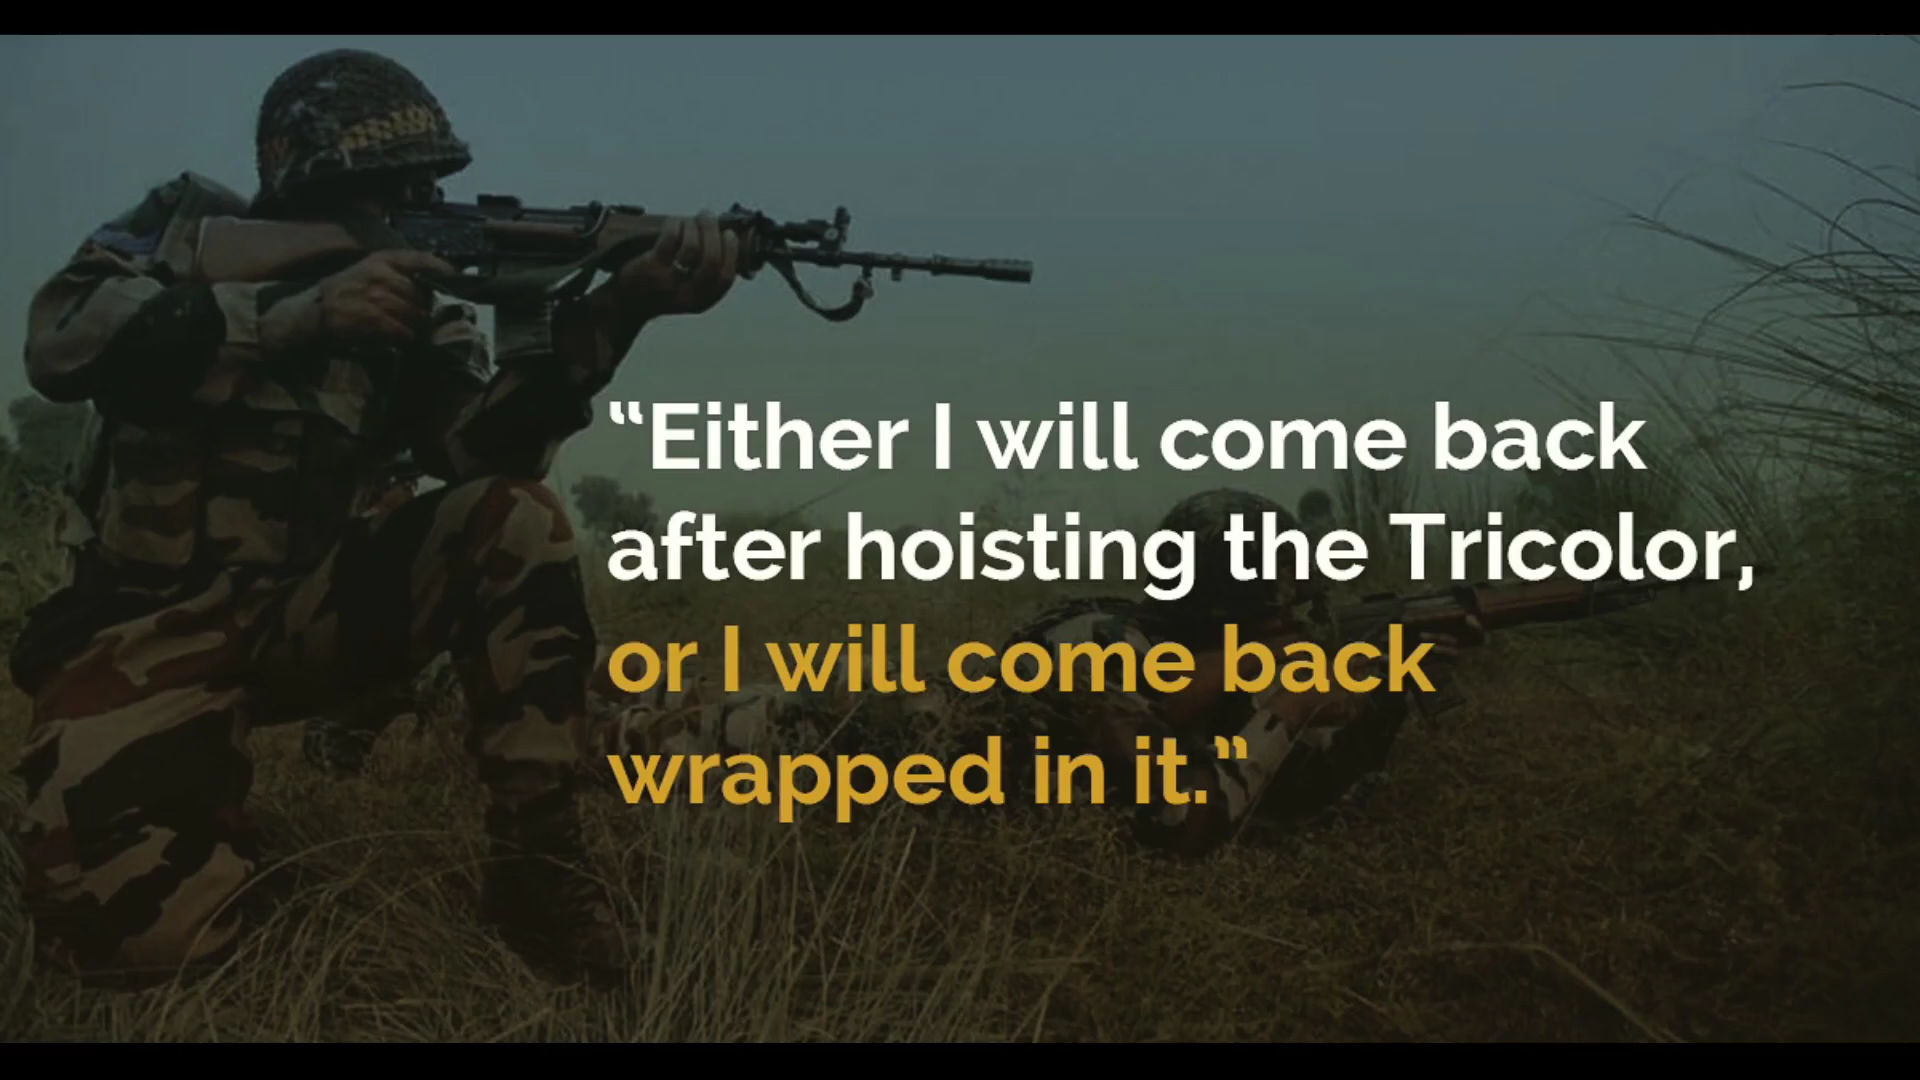 “Either I will come back
after hoisting the Tricolor,
or I will come back
wrapped in it.”